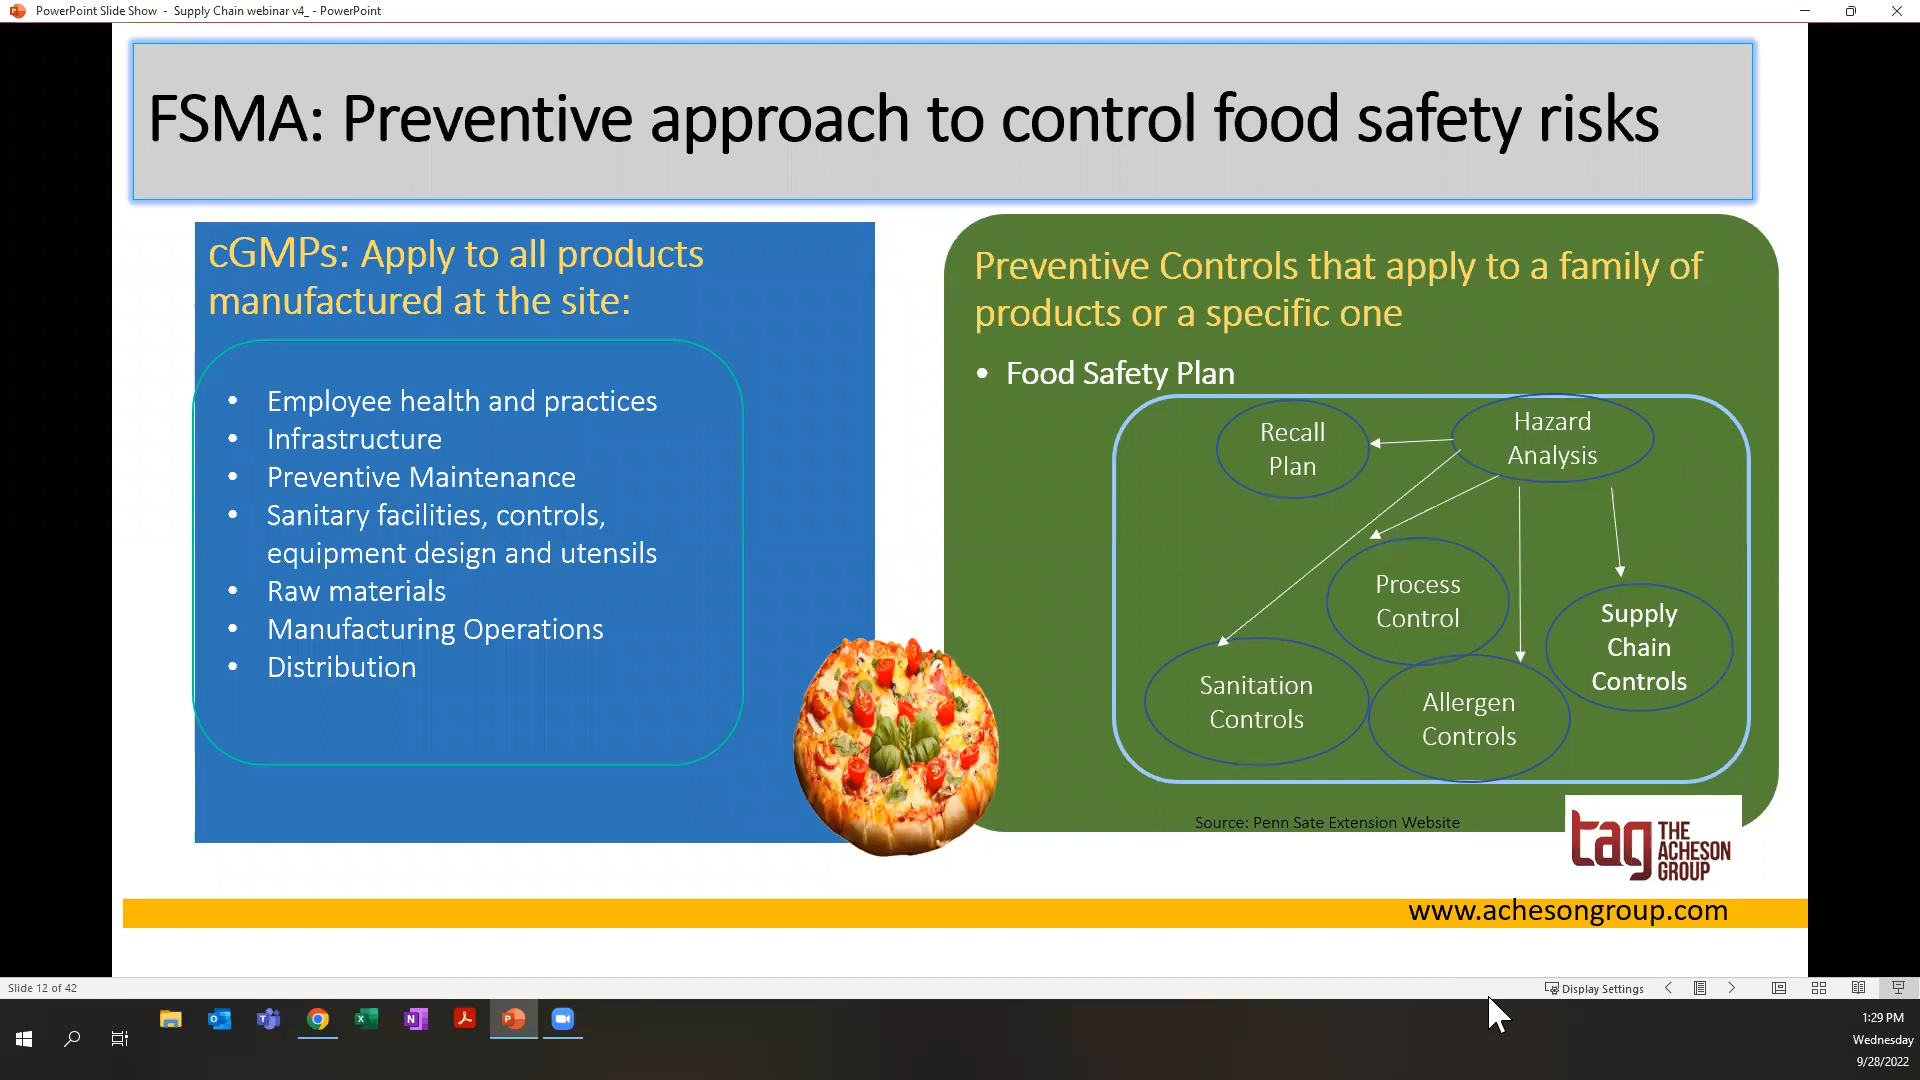 PowerPoint Slide Show - Supply Chain webinar v4_ - PowerPoint
FSMA: Preventive approach to control food safety risks
cGMPs: Apply to all products
manufactured at the site:
• Employee health and practices
• Infrastructure
• Preventive Maintenance
• Sanitary facilities, controls,
equipment design and utensils
• Raw materials
• Manufacturing Operations
• Distribution
Preventive Controls that apply to a family of
products or a specific one
• Food Safety Plan
Recall
Plan
Hazard
Analysis
Process
Control
Supply
Chain
Controls
Sanitation
Controls
Allergen
Controls
Source: Penn Sate Extension Website
tag THE
ACHESON
GROUP
www.achesongroup.com
Slide 12 of 42
Display Settings
1:29 PM
Wednesday
9/28/2022